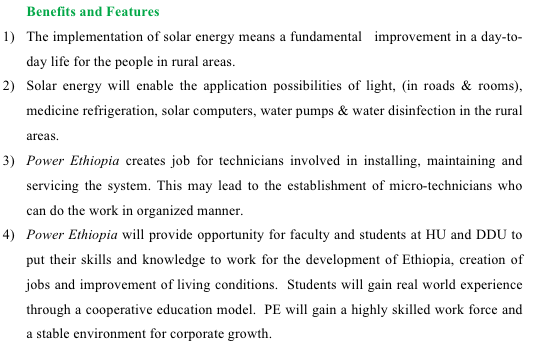 Benefits and Features
1) The implementation of solar energy means a fundamental improvement in a day-to-
day life for the people in rural areas.
2) Solar energy will enable the application possibilities of light, (in roads & rooms),
medicine refrigeration, solar computers, water pumps & water disinfection in the rural
areas.
3) Power Ethiopia creates job for technicians involved in installing, maintaining and
servicing the system. This may lead to the establishment of micro-technicians who
can do the work in organized manner.
4) Power Ethiopia will provide opportunity for faculty and students at HU and DDU to
put their skills and knowledge to work for the development of Ethiopia, creation of
jobs and improvement of living conditions. Students will gain real world experience
through a cooperative education model. PE will gain a highly skilled work force and
a stable environment for corporate growth.